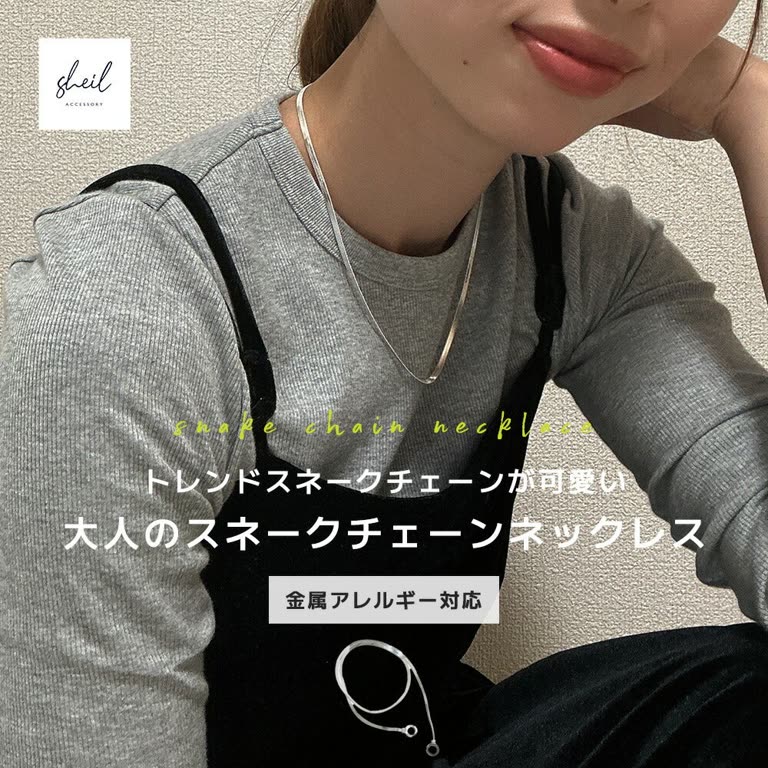 sheil
ACCESSORY
snake chain necklace
トレンドスネークチェーンが可愛い
大人のスネークチェーンネックレス
金属アレルギー対応